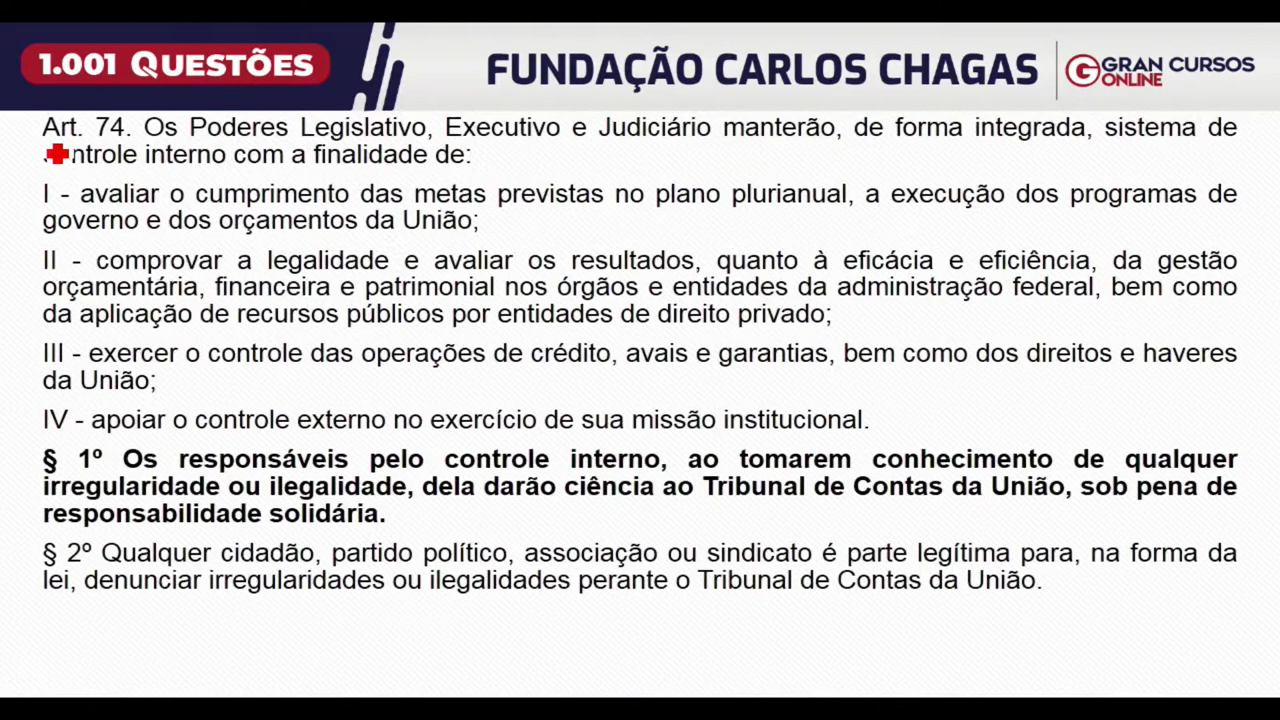 1.001 QUESTÕES
FUNDAÇÃO CARLOS CHAGAS
GRAN CURSOS
ONLINE
Art. 74. Os Poderes Legislativo, Executivo e Judiciário manterão, de forma integrada, sistema de
ntrole interno com a finalidade de:
I - avaliar o cumprimento das metas previstas no plano plurianual, a execução dos programas de
governo e dos orçamentos da União;
II - comprovar a legalidade e avaliar os resultados, quanto à eficácia e eficiência, da gestão
orçamentária, financeira e patrimonial nos órgãos e entidades da administração federal, bem como
da aplicação de recursos públicos por entidades de direito privado;
III - exercer o controle das operações de crédito, avais e garantias, bem como dos direitos e haveres
da União;
IV - apoiar o controle externo no exercício de sua missão institucional.
§ 1º Os responsáveis pelo controle interno, ao tomarem conhecimento de qualquer
irregularidade ou ilegalidade, dela darão ciência ao Tribunal de Contas da União, sob pena de
responsabilidade solidária.
§ 2º Qualquer cidadão, partido político, associação ou sindicato é parte legítima para, na forma da
lei, denunciar irregularidades ou ilegalidades perante o Tribunal de Contas da União.